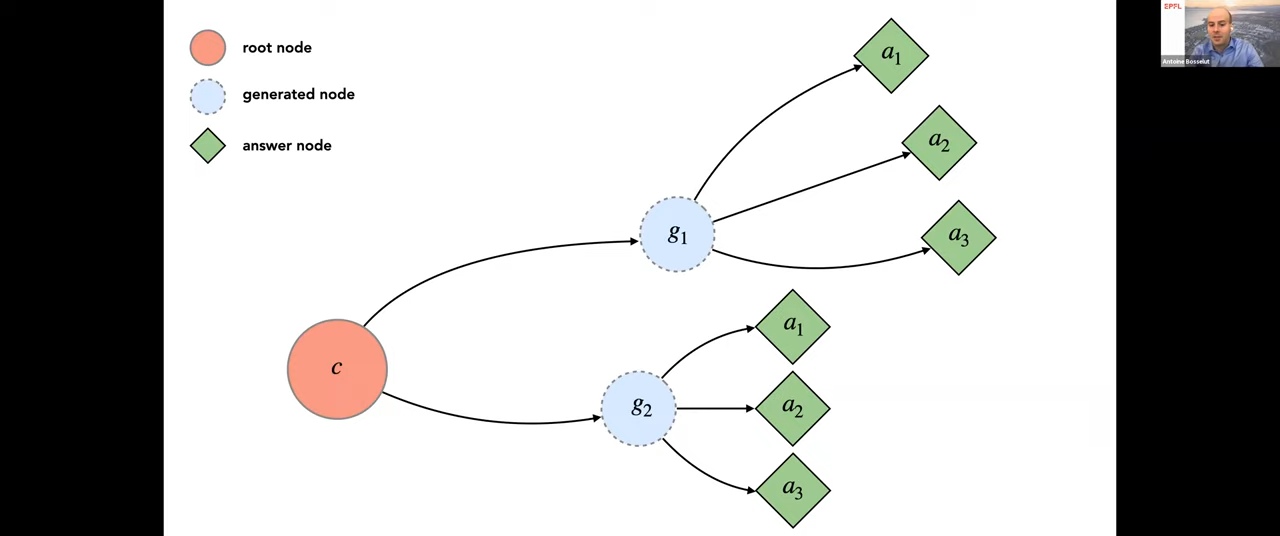 root node
generated node
answer node
a1
a2
g1
a3
a1
c
g2
a2
a3
EPFL
Antoine Bosselut